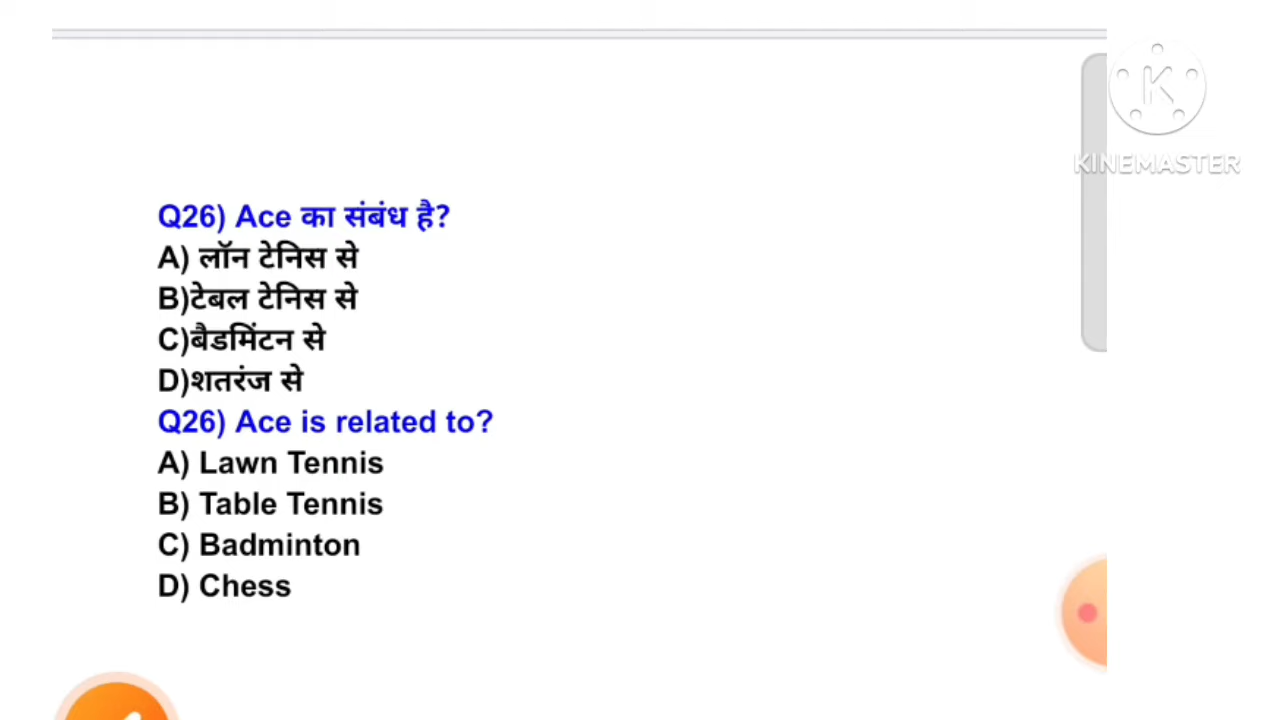 Q26) Ace का संबंध है?
A) लॉन टेनिस से
B)टेबल टेनिस से
C)बैडमिंटन से
D)शतरंज से
Q26) Ace is related to?
A) Lawn Tennis
B) Table Tennis
C) Badminton
D) Chess
K
KINEMASTER